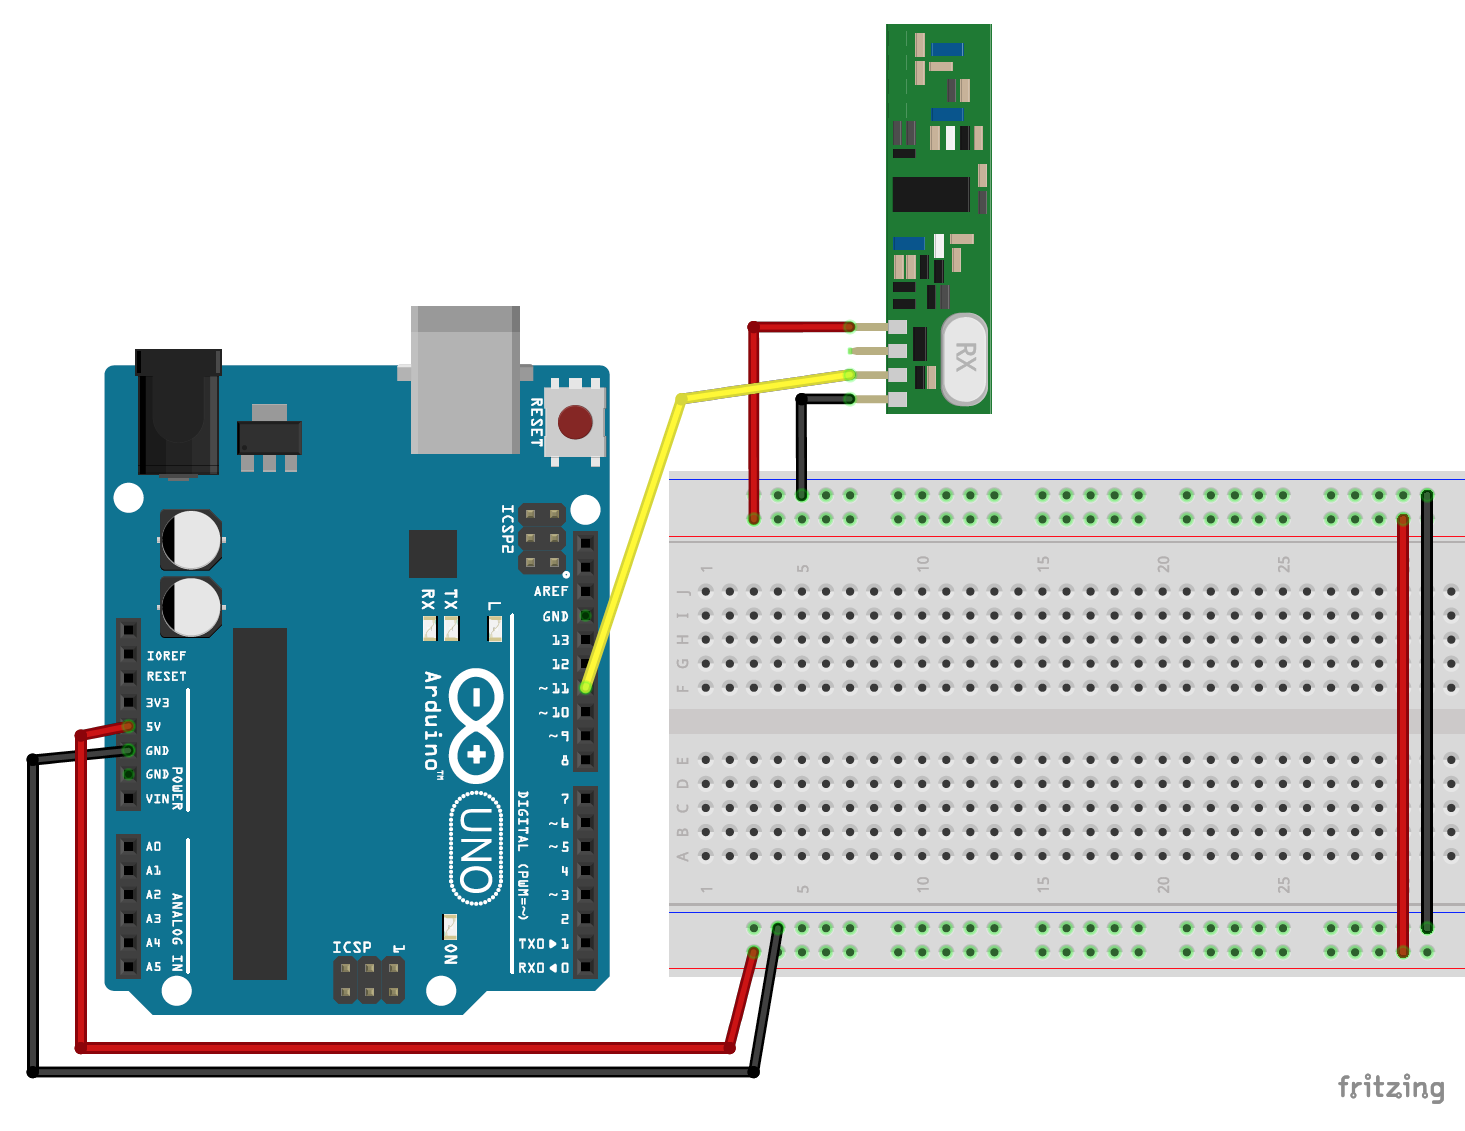 RX
RESET
ICSP2
AREF
GND
13
12
~11
~10
~9
8
RX
TX
L
IOREF
RESET
3V3
5V
GND
GND
VIN
POWER
Arduino™
UNO
DIGITAL (PWM=~)
7
~6
~5
4
~3
2
TX0▶1
RX0◀0
A0
A1
A2
A3
A4
A5
ANALOG IN
ICSP
1
ON
1
5
10
15
20
25
J
I
H
G
F
E
D
C
B
A
1
5
10
15
20
25
fritzing